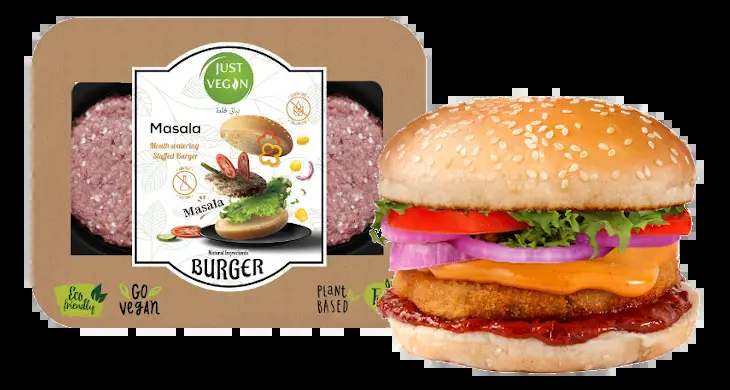 JUST
VEGAN
نباتي فقط
Masala
Mouth watering
Stuffed Burger
Masala
Natural Ingredients
BURGER
Eco
friendly
GO
VEGAN
PLANT
BASED